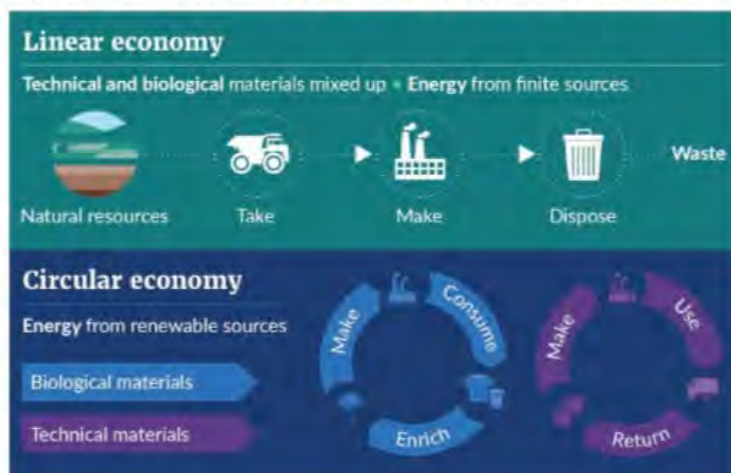 Linear economy
Technical and biological materials mixed up • Energy from finite sources
Natural resources
Take
Make
Dispose
Waste
Circular economy
Energy from renewable sources
Biological materials
Technical materials
Make
Consume
Enrich
Make
Use
Return